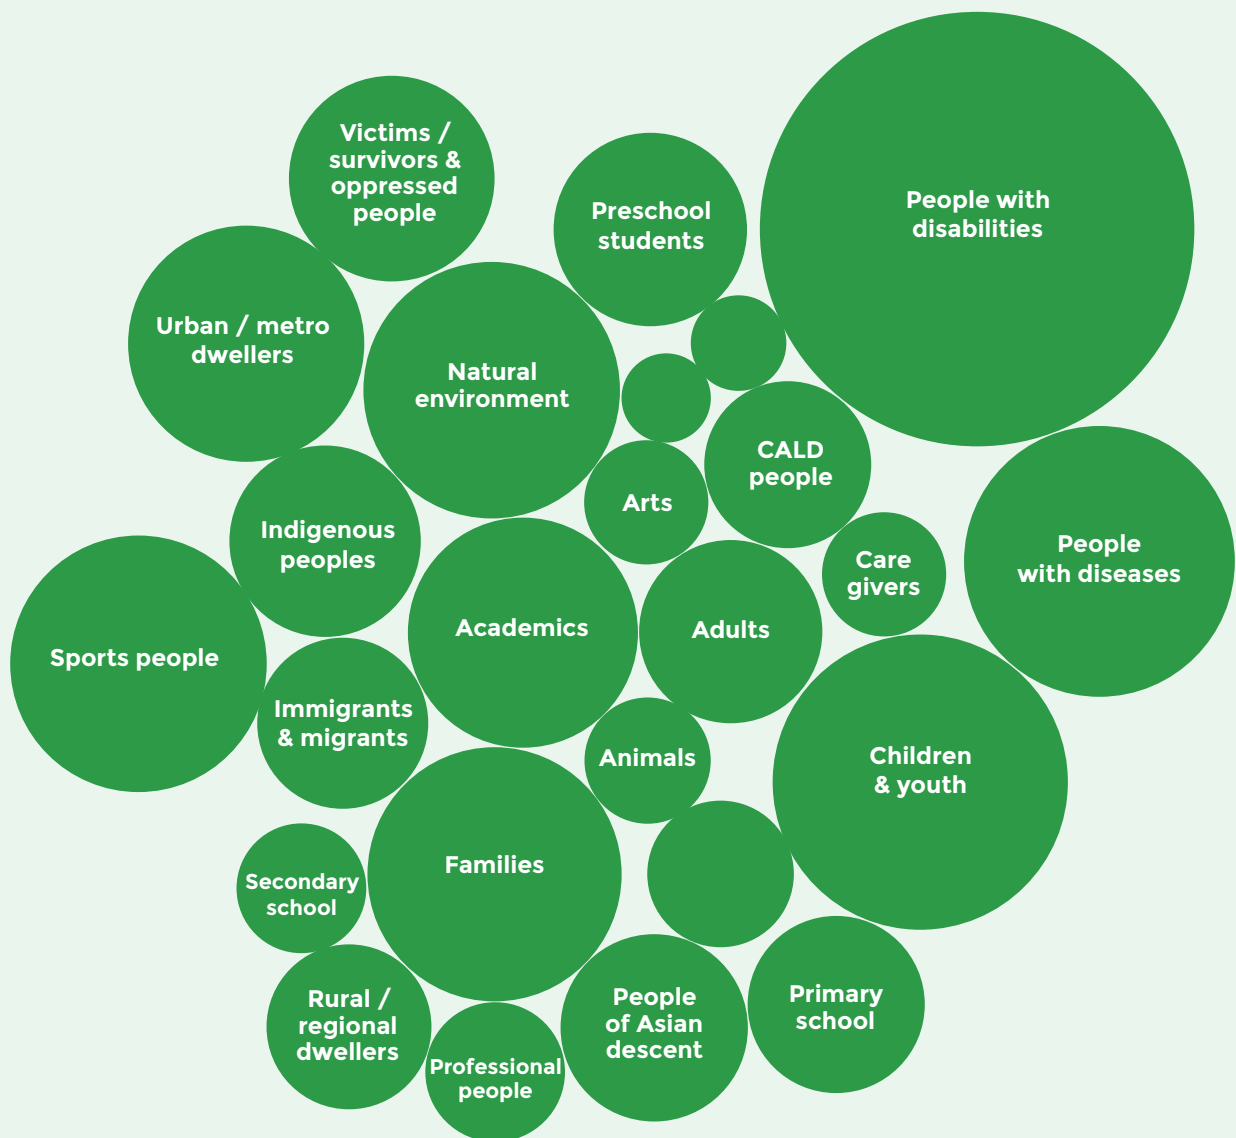 Victims /
survivors &
oppressed
people
Preschool
students
People with
disabilities
Urban / metro
dwellers
Natural
environment
CALD
people
Arts
Indigenous
peoples
Care
givers
People
with diseases
Academics
Adults
Sports people
Immigrants
& migrants
Animals
Children
& youth
Families
Secondary
school
Rural /
regional
dwellers
People
of Asian
descent
Primary
school
Professional
people